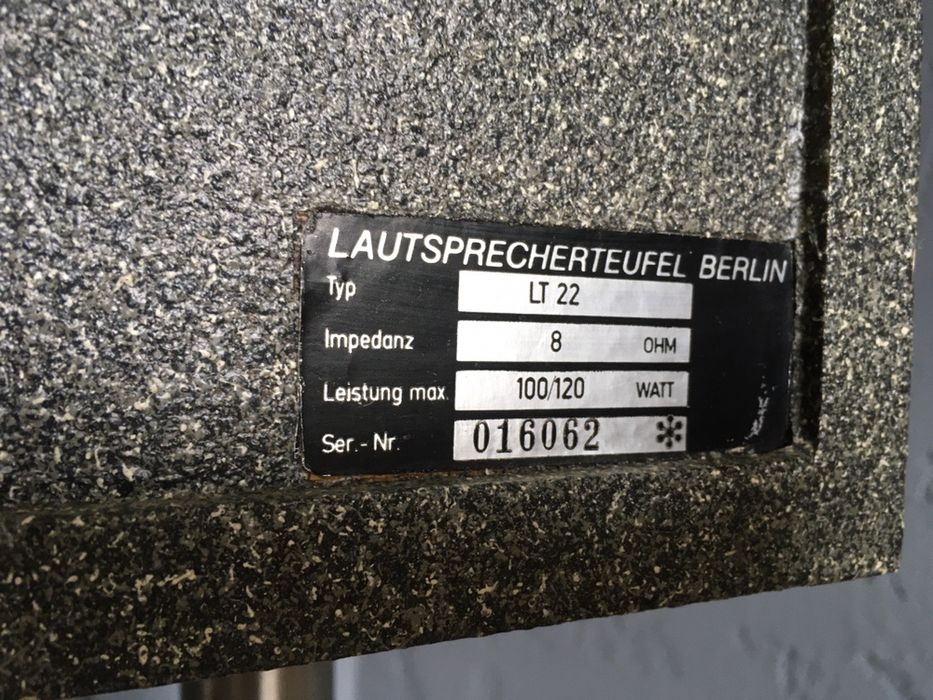 LAUTSPRECHERTEUFEL BERLIN
Typ LT 22
Impedanz 8 OHM
Leistung max. 100/120 WATT
Ser.-Nr. 016062 *